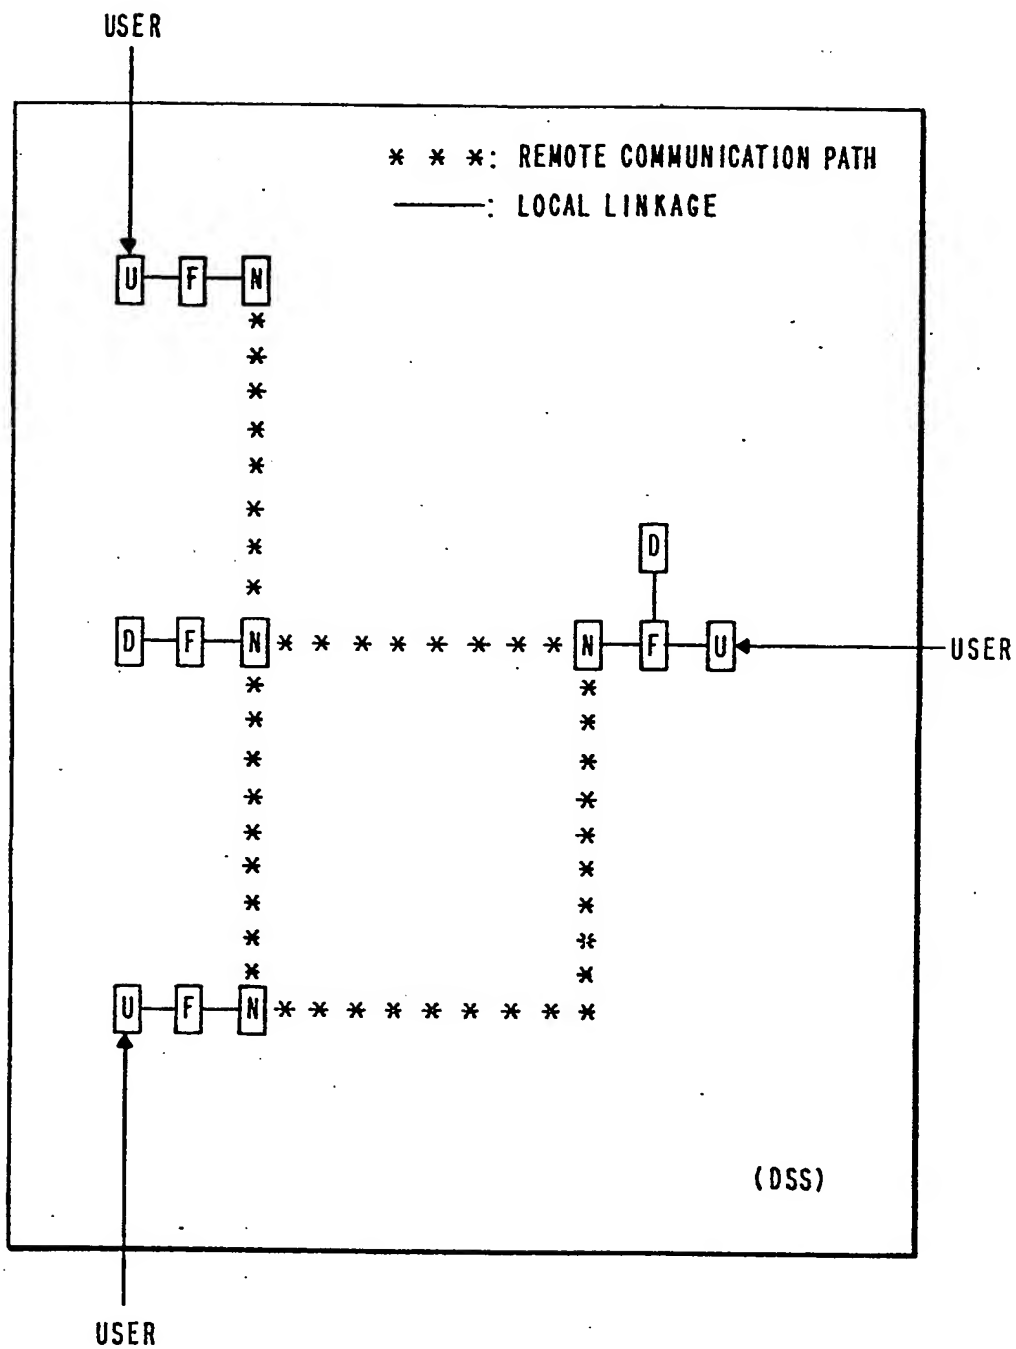 USER
* * *: REMOTE COMMUNICATION PATH
———: LOCAL LINKAGE
U F N
D
D F N N F U USER
U F N
(DSS)
USER